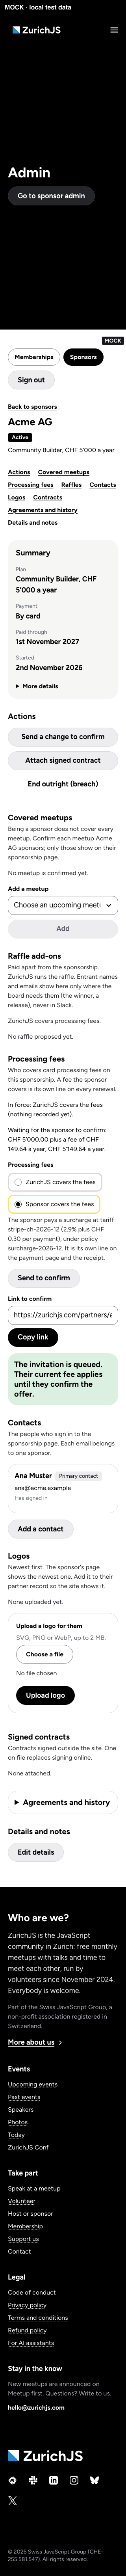 MOCK - local test data
ZurichJS
Admin
Go to sponsor admin
MOCK
Memberships
Sponsors
Sign out
Back to sponsors
Acme AG
Active
Community Builder, CHF 5'000 a year
Actions Covered meetups
Processing fees Raffles Contacts
Logos Contracts
Agreements and history
Details and notes
Summary
Plan
Community Builder, CHF
5'000 a year
Payment
By card
Paid through
1st November 2027
Started
2nd November 2026
More details
Actions
Send a change to confirm
Attach signed contract
End outright (breach)
Covered meetups
Being a sponsor does not cover every
meetup. Confirm each meetup Acme
AG sponsors; only those show on their
sponsorship page.
No meetup is confirmed yet.
Add a meetup
Choose an upcoming meetu
Add
Raffle add-ons
Paid apart from the sponsorship.
ZurichJS runs the raffle. Entrant names
and emails show here only when the
board needs them (the winner, a
release), never in Slack.
ZurichJS covers processing fees.
No raffle proposed yet.
Processing fees
Who covers card processing fees on
this sponsorship. A fee the sponsor
covers is its own line on every renewal.
In force: ZurichJS covers the fees
(nothing recorded yet).
Waiting for the sponsor to confirm:
CHF 5'000.00 plus a fee of CHF
149.64 a year, CHF 5'149.64 a year.
Processing fees
ZurichJS covers the fees
Sponsor covers the fees
The sponsor pays a surcharge at tariff
stripe-ch-2026-12 (2.9% plus CHF
0.30 per payment), under policy
surcharge-2026-12. It is its own line on
the payment page and the receipt.
Send to confirm
Link to confirm
https://zurichjs.com/partners/a
Copy link
The invitation is queued.
Their current fee applies
until they confirm the
offer.
Contacts
The people who sign in to the
sponsorship page. Each email belongs
to one sponsor.
Ana Muster Primary contact
ana@acme.example
Has signed in
Add a contact
Logos
Newest first. The sponsor's page
shows the newest one. Add it to their
partner record so the site shows it.
None uploaded yet.
Upload a logo for them
SVG, PNG or WebP, up to 2 MB.
Choose a file
No file chosen
Upload logo
Signed contracts
Contracts signed outside the site. One
on file replaces signing online.
None attached.
Agreements and history
Details and notes
Edit details
Who are we?
ZurichJS is the JavaScript
community in Zurich: free monthly
meetups with talks and time to
meet each other, run by
volunteers since November 2024.
Everybody is welcome.
Part of the Swiss JavaScript Group, a
non-profit association registered in
Switzerland.
More about us
Events
Upcoming events
Past events
Speakers
Photos
Today
ZurichJS Conf
Take part
Speak at a meetup
Volunteer
Host or sponsor
Membership
Support us
Contact
Legal
Code of conduct
Privacy policy
Terms and conditions
Refund policy
For AI assistants
Stay in the know
New meetups are announced on
Meetup first. Questions? Write to us.
hello@zurichjs.com
ZurichJS
© 2026 Swiss JavaScript Group (CHE-
255.581.547). All rights reserved.